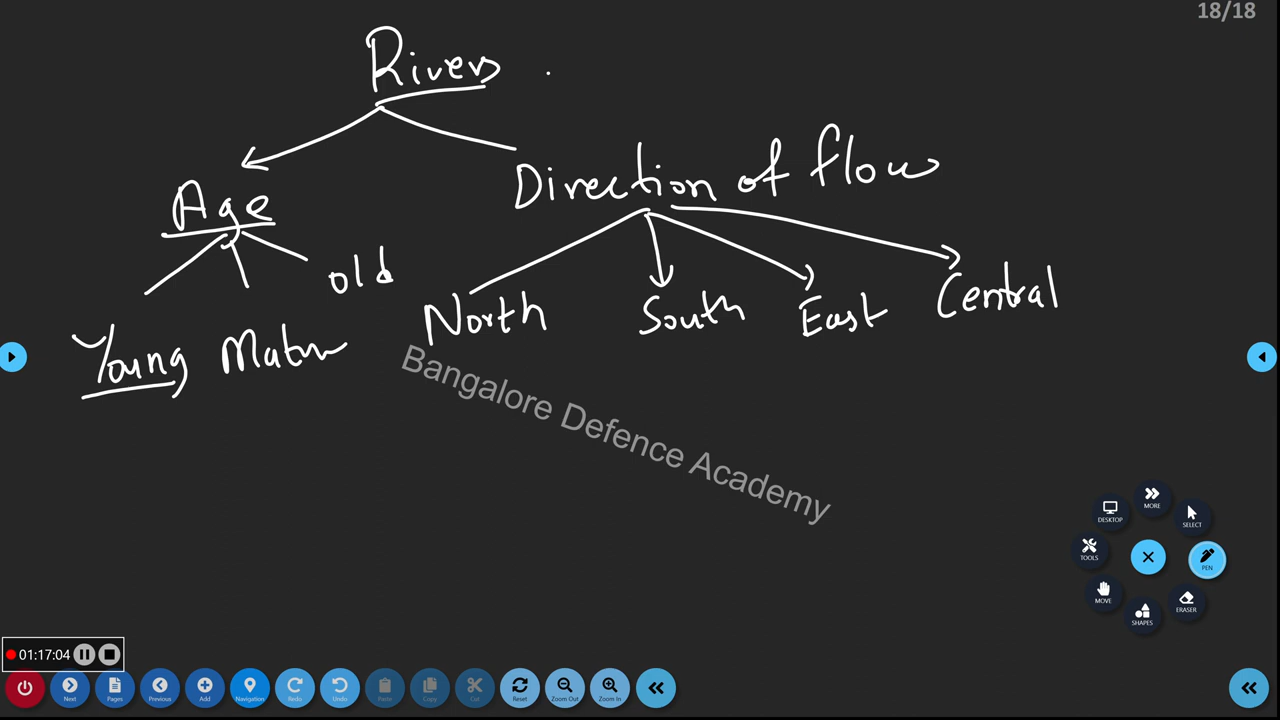 18/18
Rivers
Direction of flow
Age
old
North South East Central
Young Matur
Bangalore Defence Academy
MORE
DESKTOP
SELECT
TOOLS
PEN
MOVE
ERASER
SHAPES
01:17:04
Next Pages Previous Add Navigation Redo Undo Paste Copy Cut Reset Zoom Out Zoom In